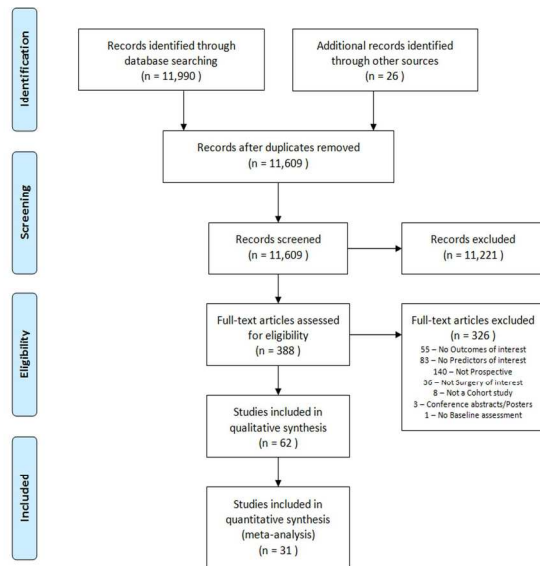 Identification
Records identified through
database searching
(n = 11,990 )
Additional records identified
through other sources
(n = 26 )
Records after duplicates removed
(n = 11,609 )
Screening
Records screened
(n = 11,609 )
Records excluded
(n = 11,221 )
Eligibility
Full-text articles assessed
for eligibility
(n = 388 )
Full-text articles excluded
(n = 326 )
55 – No Outcomes of interest
83 – No Predictors of interest
140 – Not Prospective
36 – Not Surgery of interest
8 – Not a Cohort study
3 – Conference abstracts/Posters
1 – No Baseline assessment
Studies included in
qualitative synthesis
(n = 62 )
Included
Studies included in
quantitative synthesis
(meta-analysis)
(n = 31 )